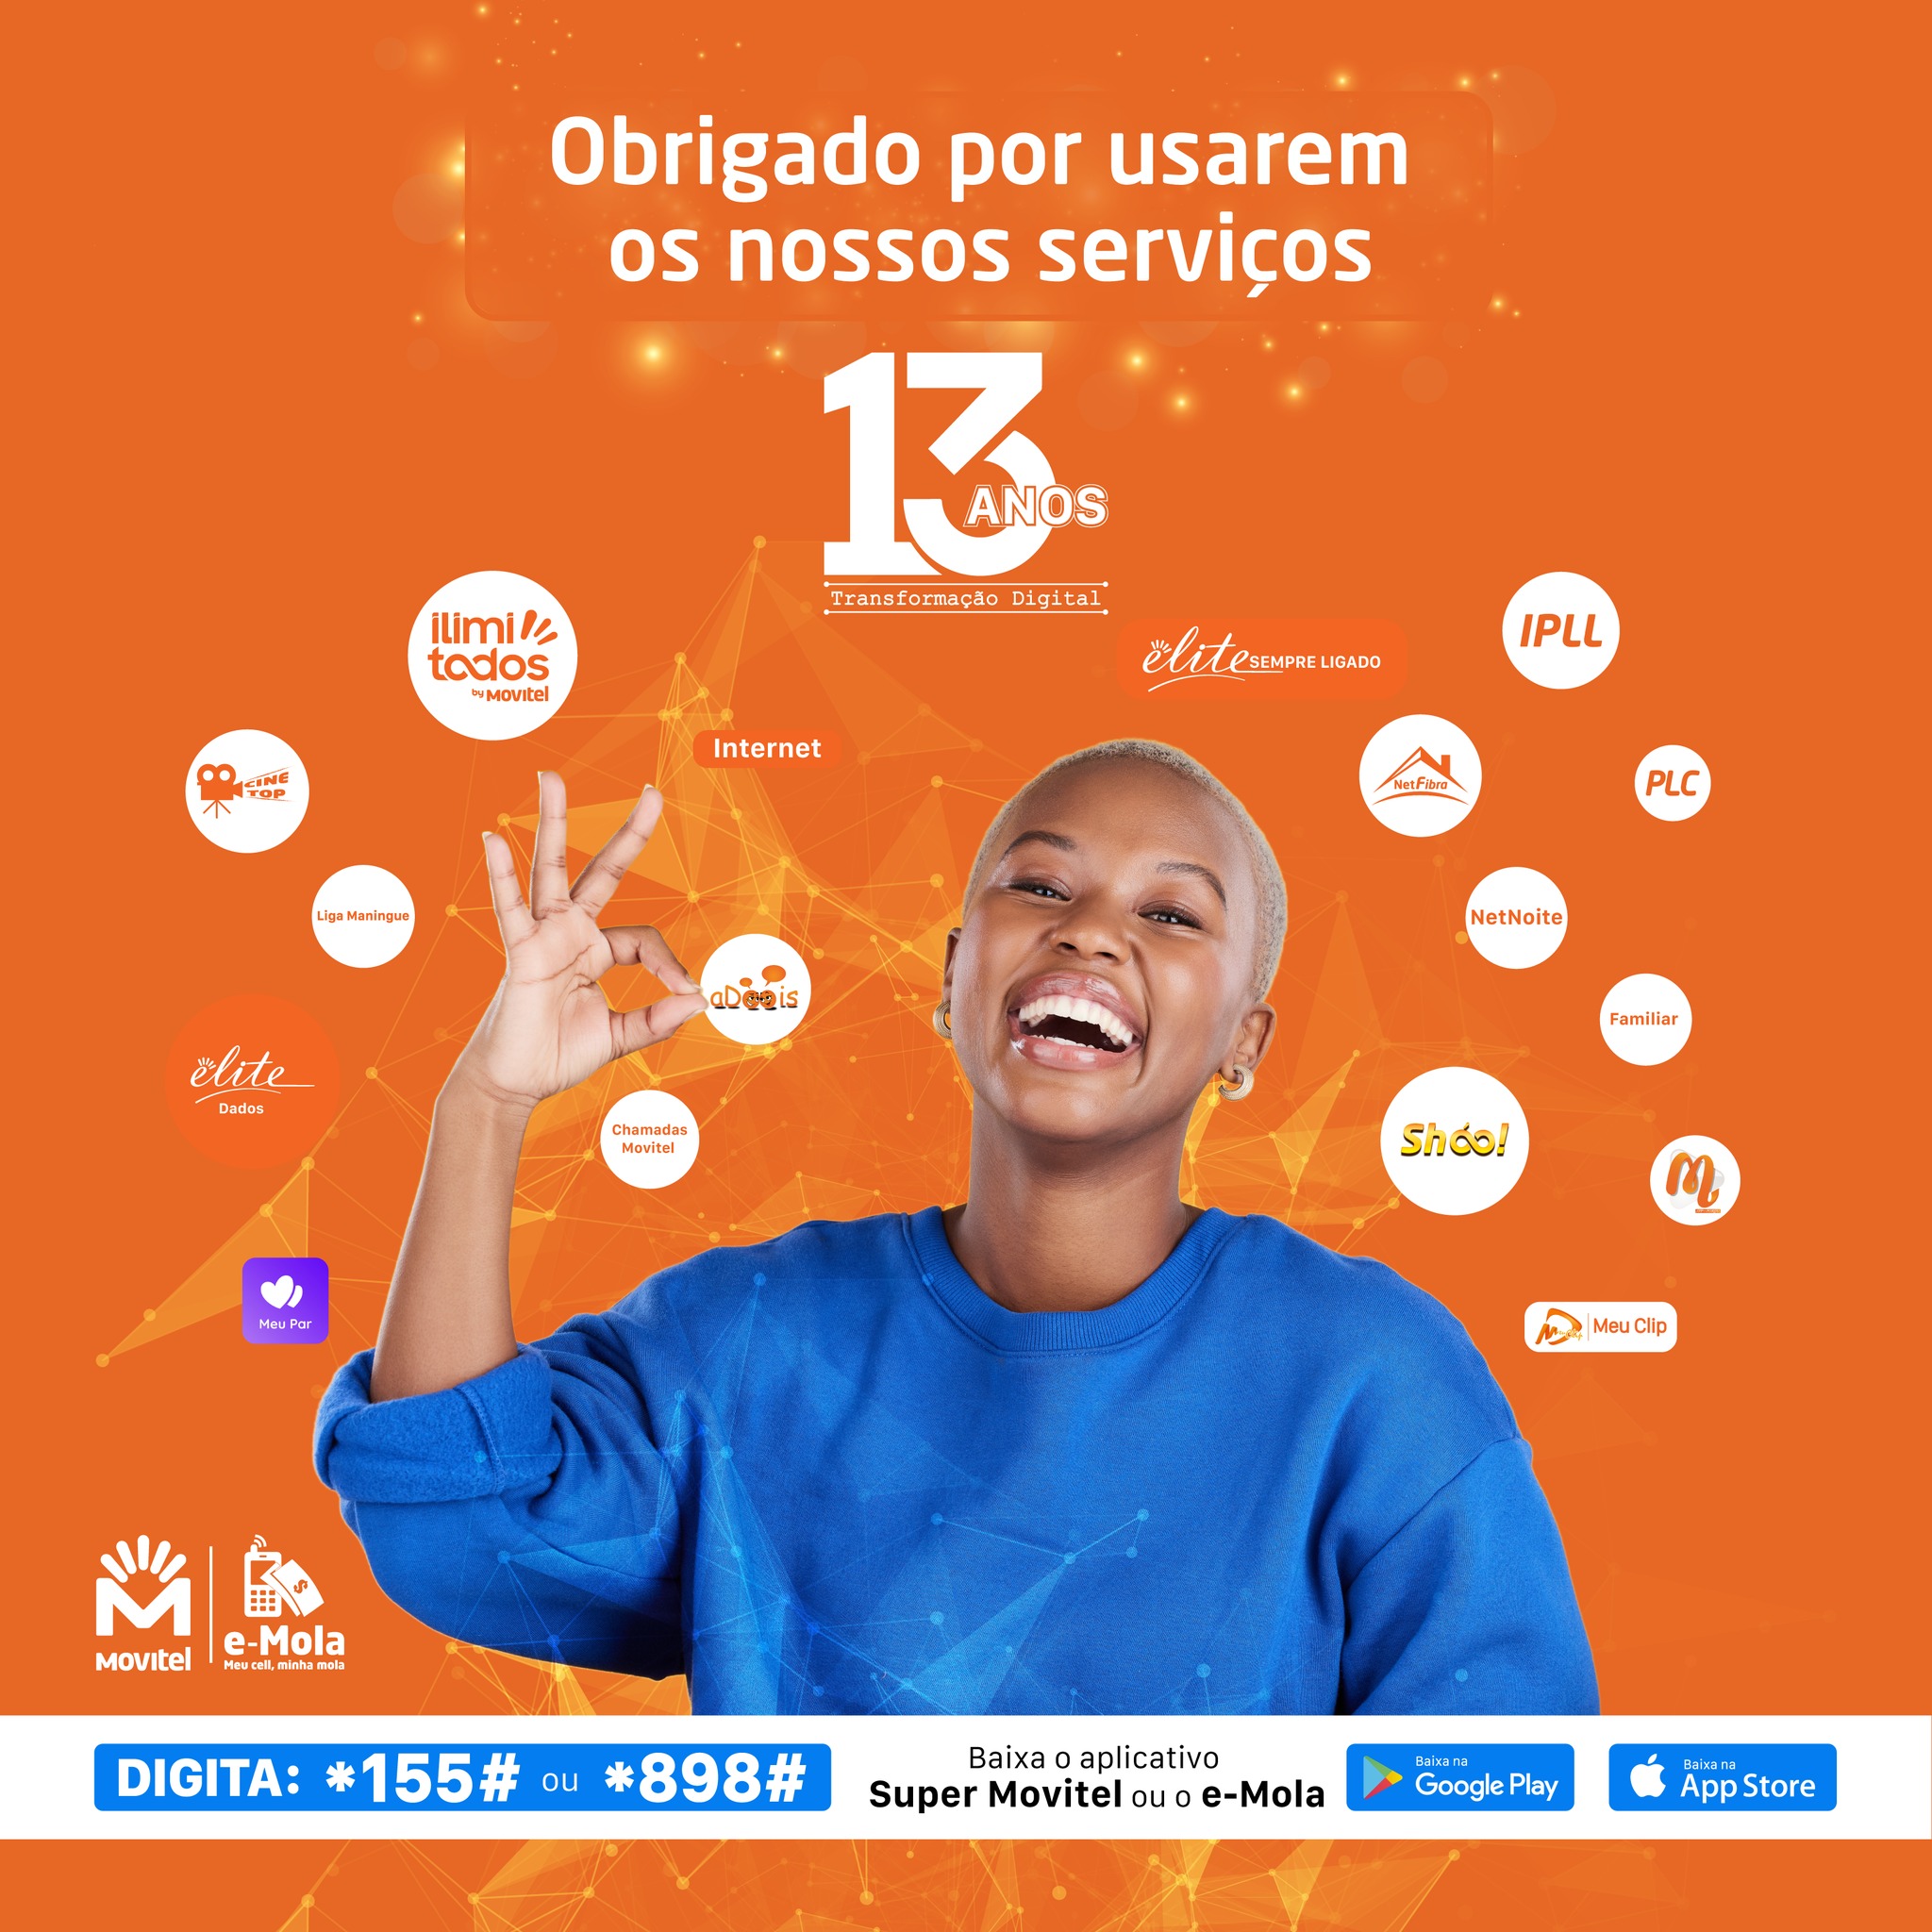 Obrigado por usarem
os nossos serviços
13
ANOS
Transformação Digital
ilimi
todos
by Movitel
elite SEMPRE LIGADO
IPLL
Internet
CINE
TOP
NetFibra
PLC
Liga Maningue
NetNoite
aDoois
Familiar
elite
Dados
Chamadas
Movitel
Shóo!
Meu Par
Meu Clip
MOVITEL
e-Mola
Meu cell, minha mola
DIGITA: *155# ou *898#
Baixa o aplicativo
Super Movitel ou o e-Mola
Baixa na
Google Play
Baixa na
App Store